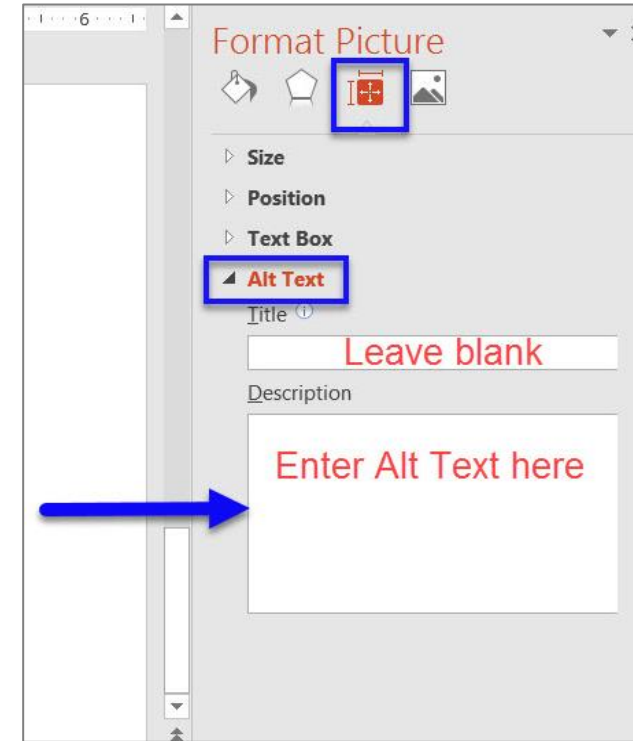 6
Format Picture
Size
Position
Text Box
Alt Text
Title
Leave blank
Description
Enter Alt Text here